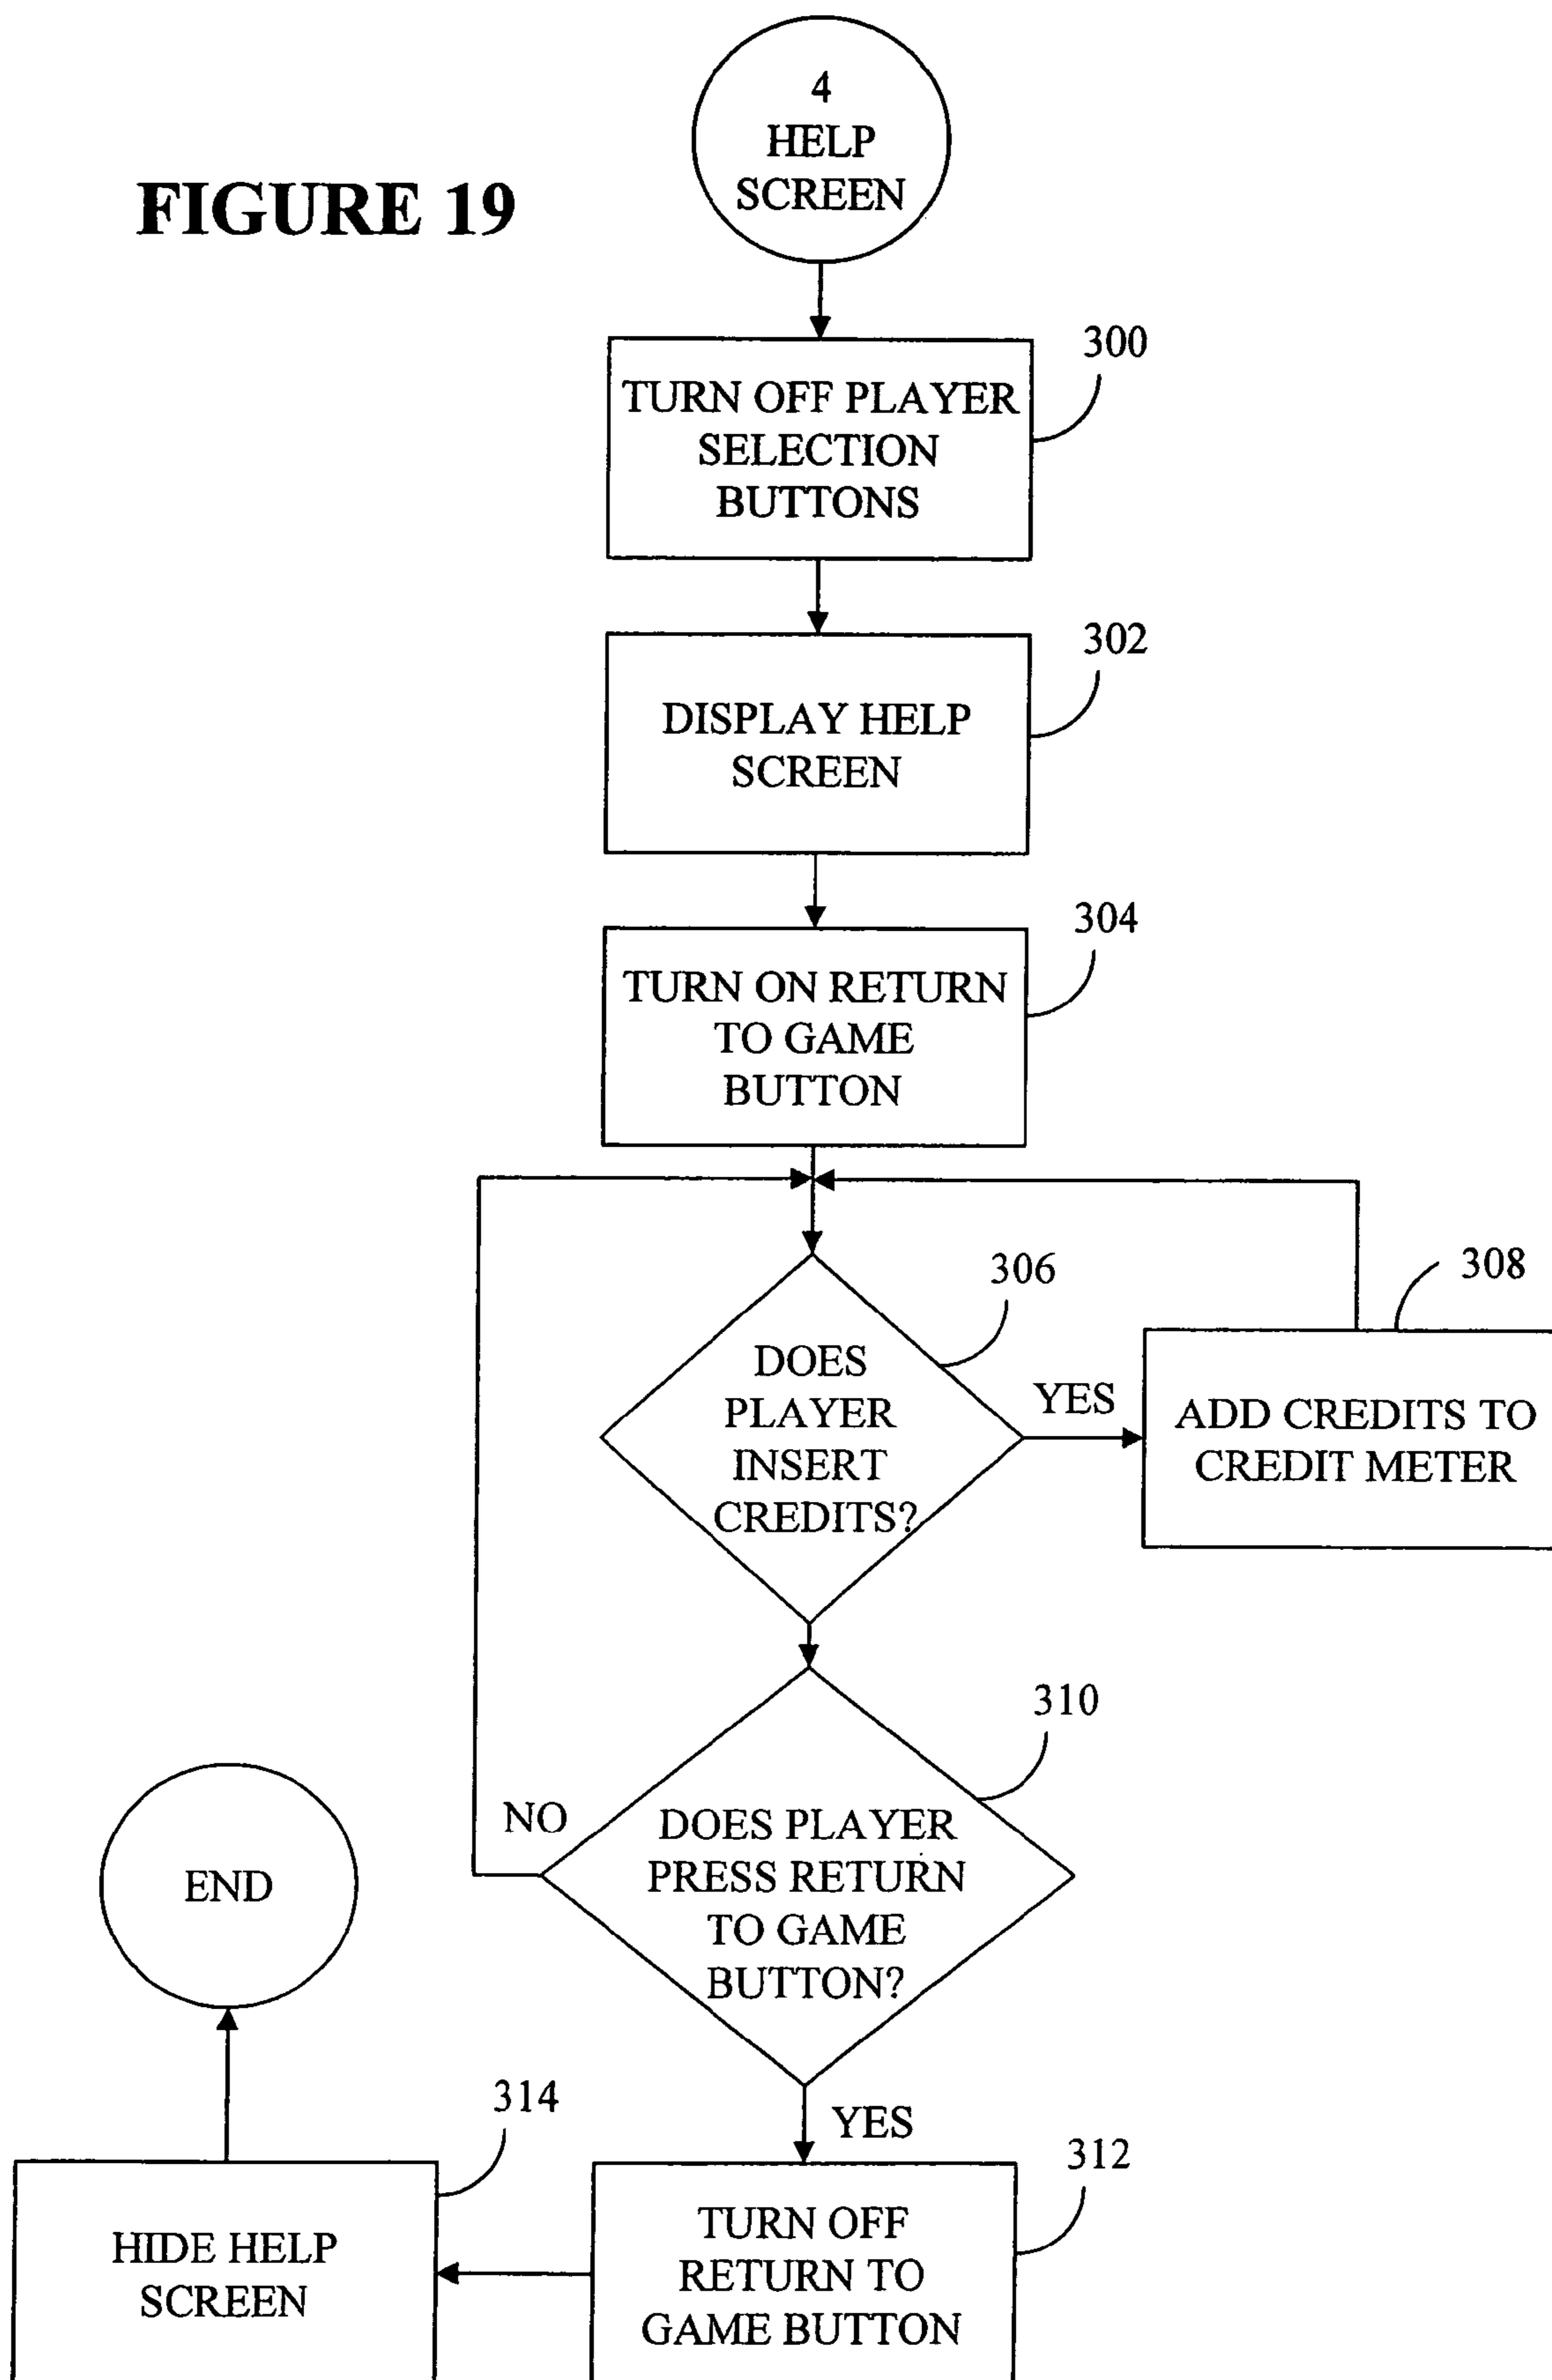 FIGURE 19
4
HELP
SCREEN
300
TURN OFF PLAYER
SELECTION
BUTTONS
302
DISPLAY HELP
SCREEN
304
TURN ON RETURN
TO GAME
BUTTON
306
DOES
PLAYER
INSERT
CREDITS?
YES
308
ADD CREDITS TO
CREDIT METER
310
DOES PLAYER
PRESS RETURN
TO GAME
BUTTON?
NO
YES
312
TURN OFF
RETURN TO
GAME BUTTON
314
HIDE HELP
SCREEN
END